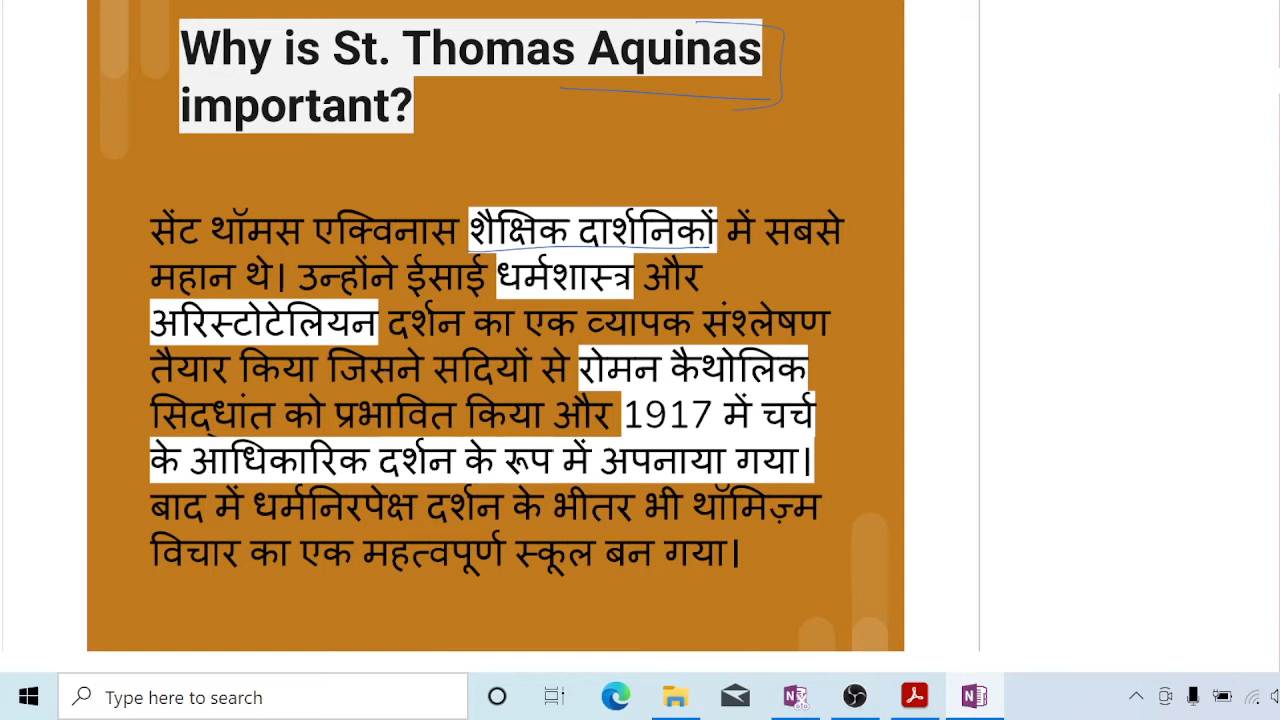 Why is St. Thomas Aquinas
important?
सेंट थॉमस एक्विनास शैक्षिक दार्शनिकों में सबसे
महान थे। उन्होंने ईसाई धर्मशास्त्र और
अरिस्टोटेलियन दर्शन का एक व्यापक संश्लेषण
तैयार किया जिसने सदियों से रोमन कैथोलिक
सिद्धांत को प्रभावित किया और 1917 में चर्च
के आधिकारिक दर्शन के रूप में अपनाया गया।
बाद में धर्मनिरपेक्ष दर्शन के भीतर भी थॉमिज़्म
विचार का एक महत्वपूर्ण स्कूल बन गया।
Type here to search